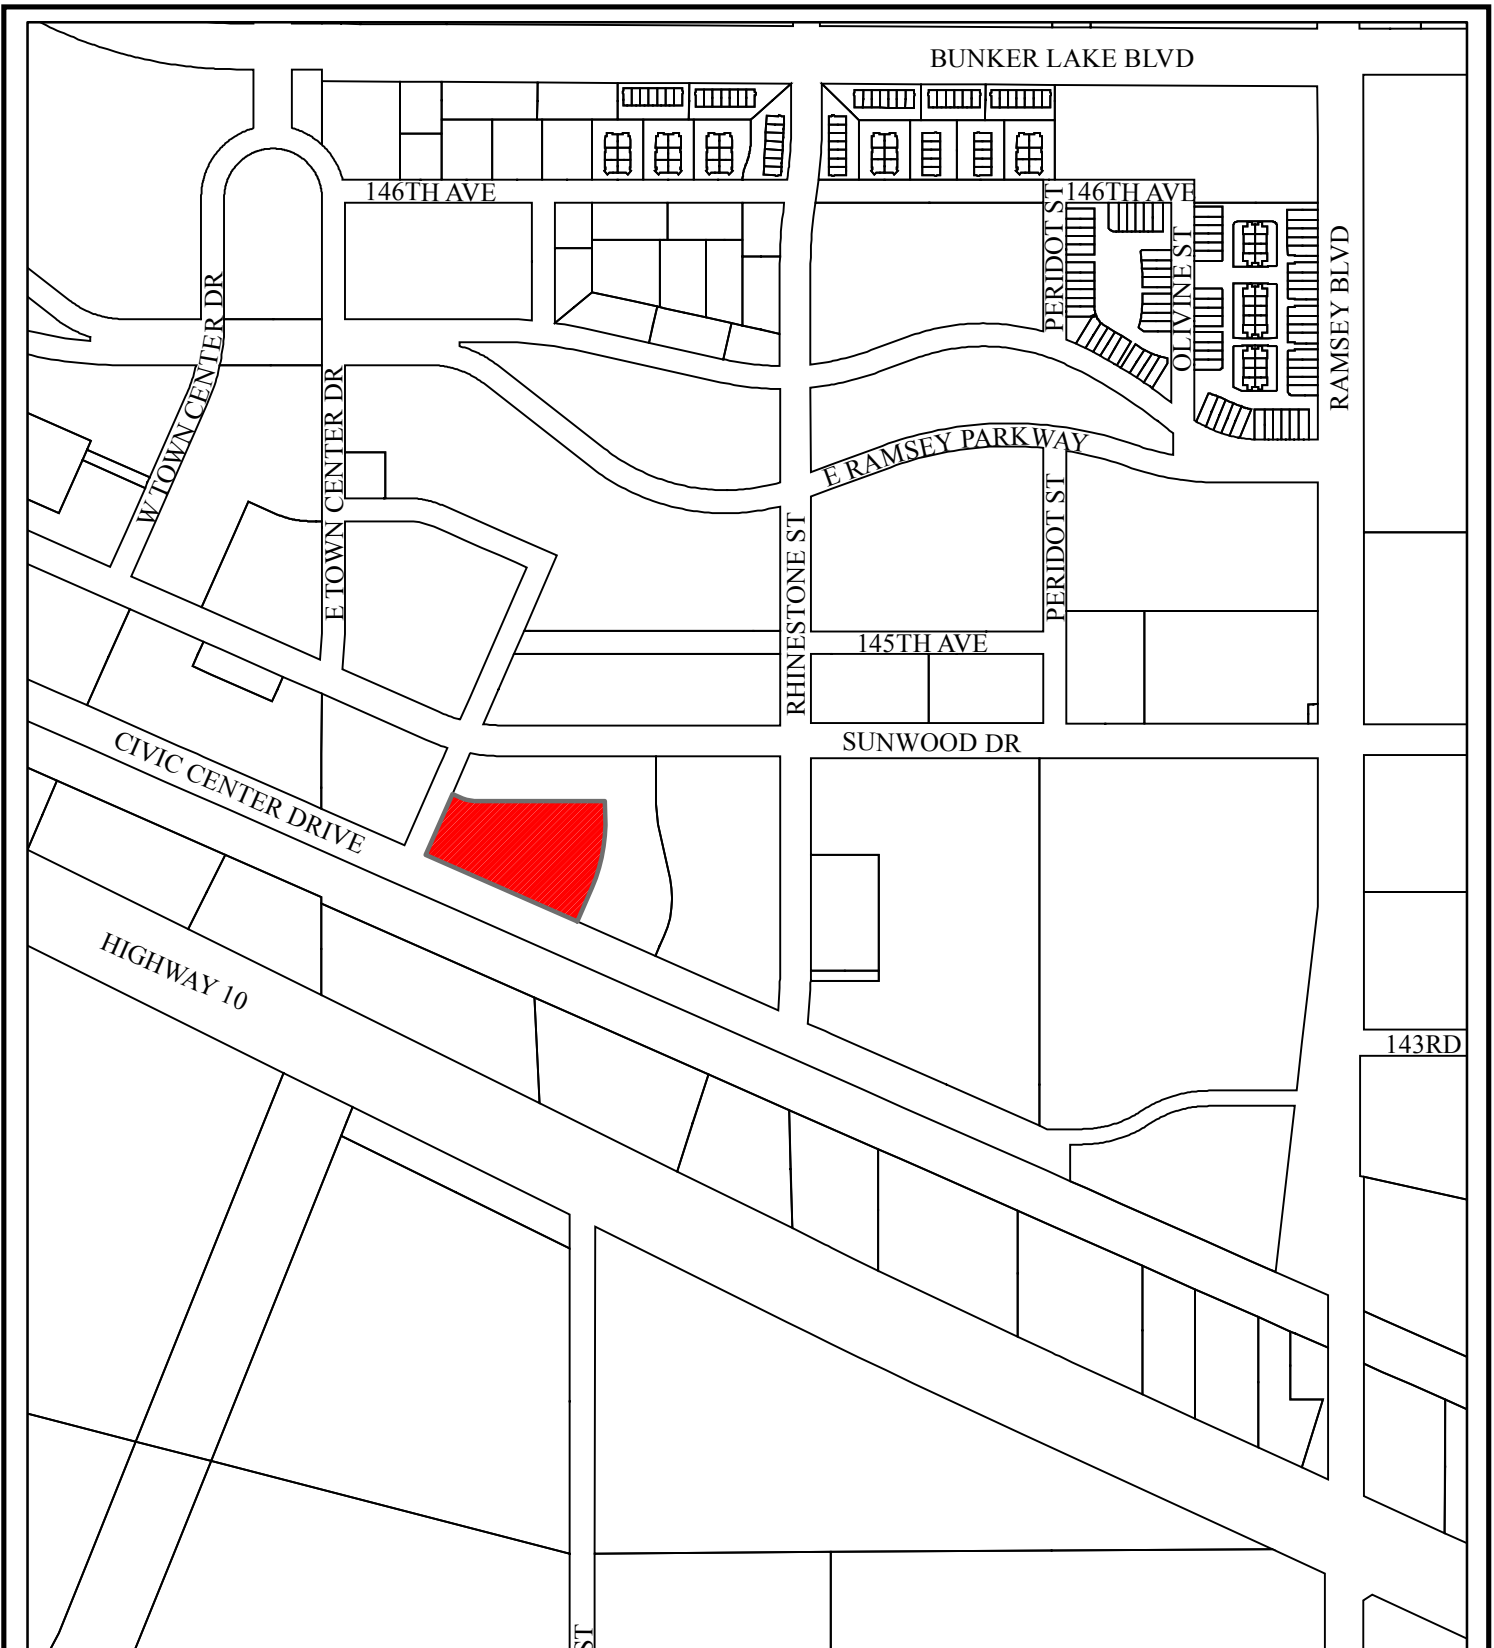 BUNKER LAKE BLVD
146TH AVE
146TH AVE
PERIDOT ST
OLIVINE ST
RAMSEY BLVD
W TOWN CENTER DR
E TOWN CENTER DR
E RAMSEY PARKWAY
PERIDOT ST
RHINESTONE ST
145TH AVE
SUNWOOD DR
CIVIC CENTER DRIVE
HIGHWAY 10
143RD
ST